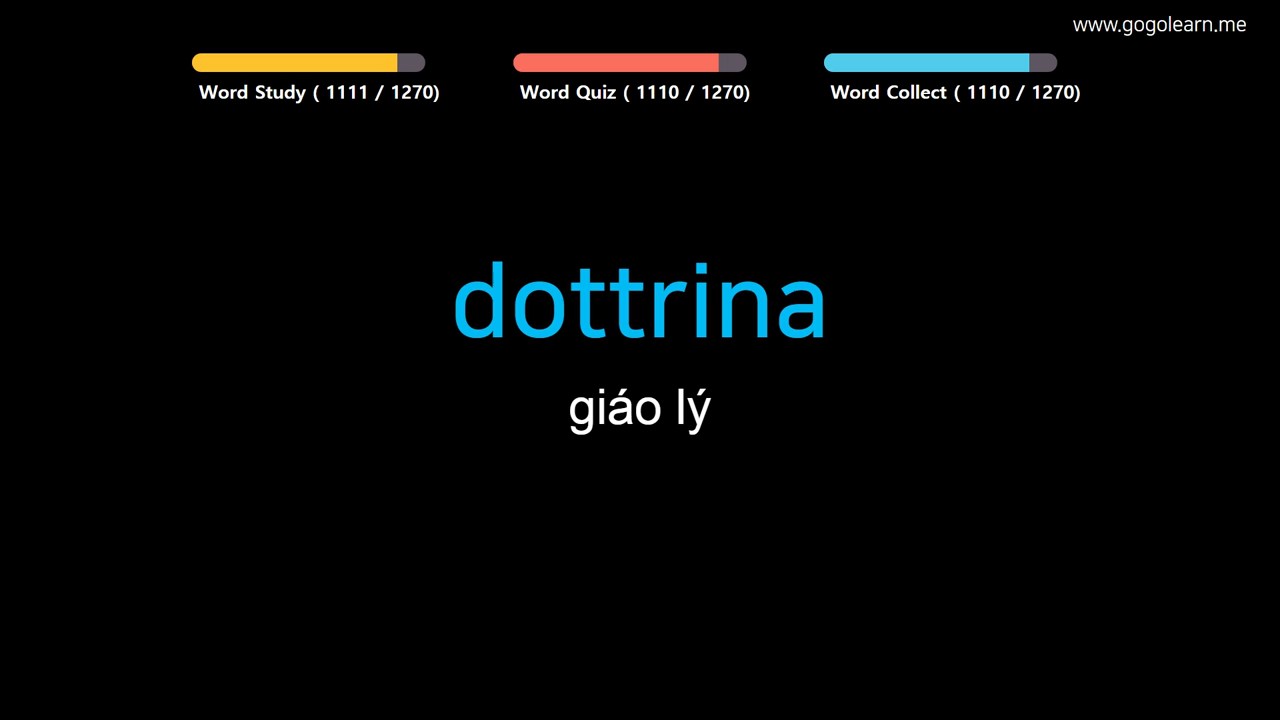 www.gogolearn.me
Word Study ( 1111 / 1270)
Word Quiz ( 1110 / 1270)
Word Collect ( 1110 / 1270)
dottrina
giáo lý